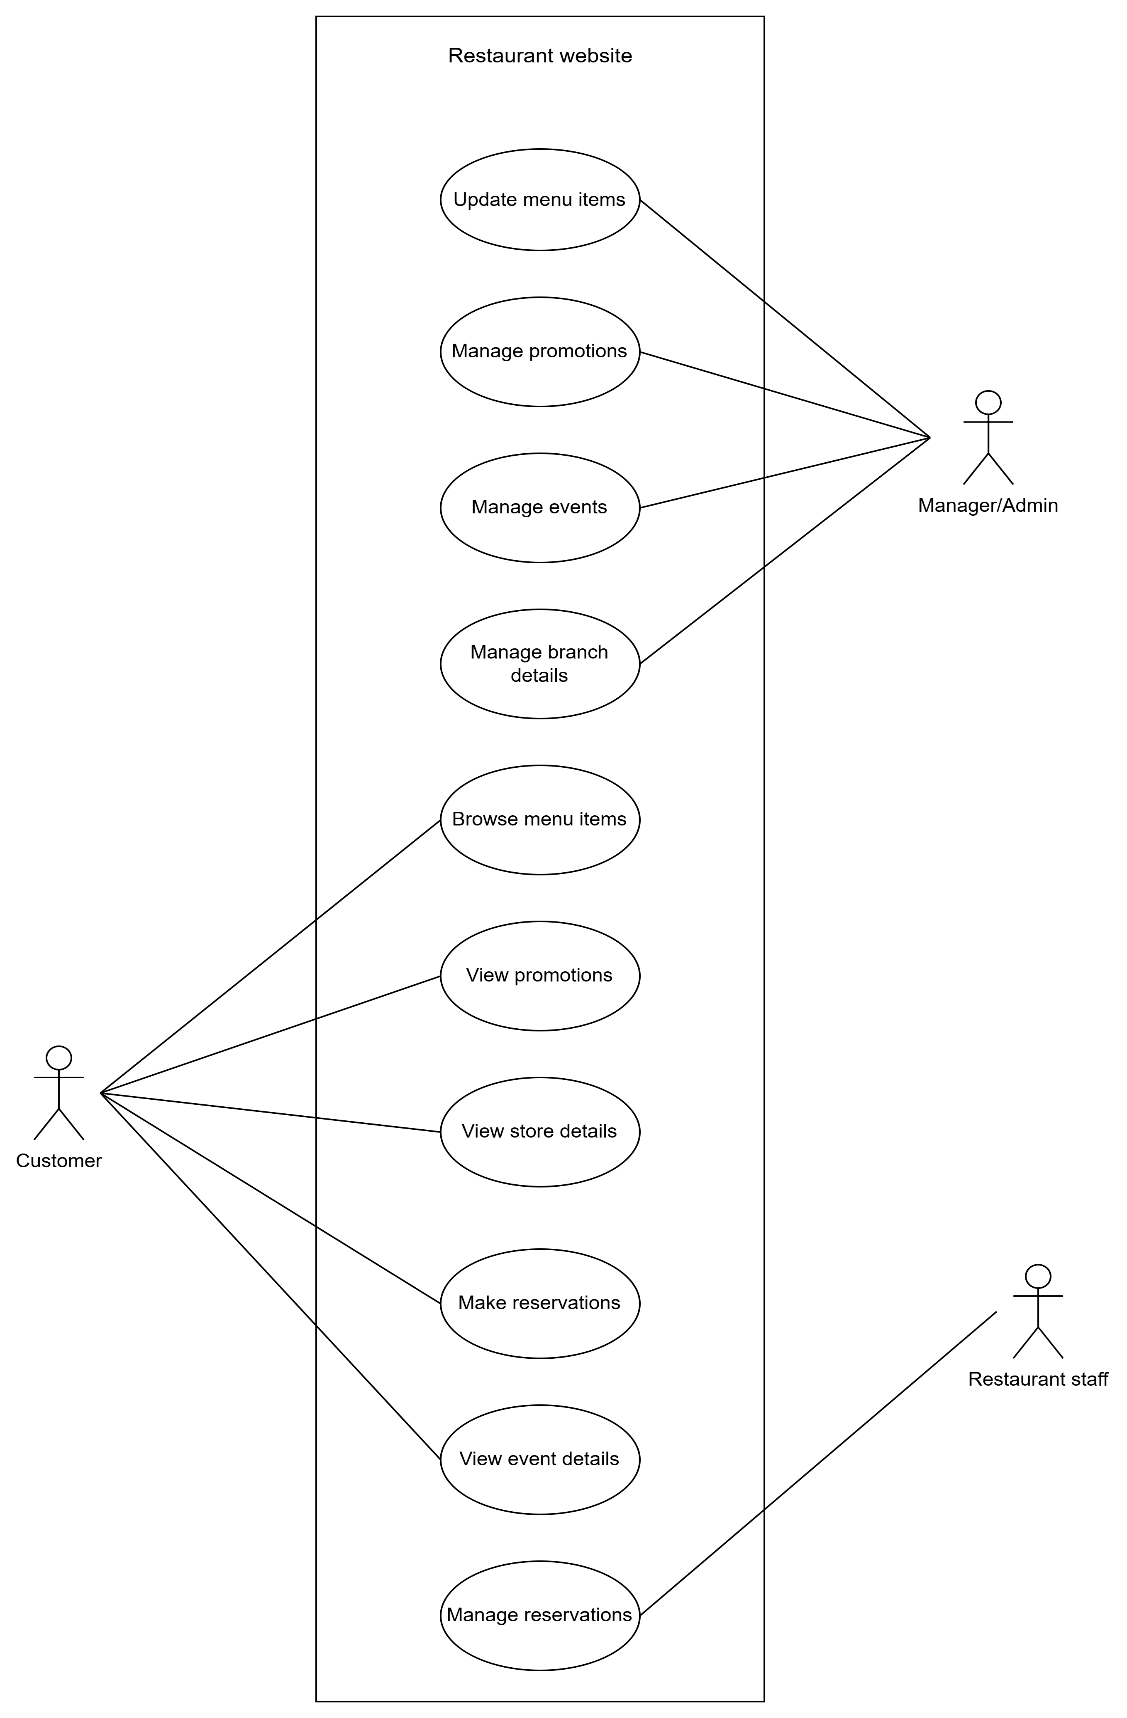 Restaurant website
Update menu items
Manage promotions
Manager/Admin
Manage events
Manage branch
details
Browse menu items
View promotions
View store details
Customer
Make reservations
Restaurant staff
View event details
Manage reservations